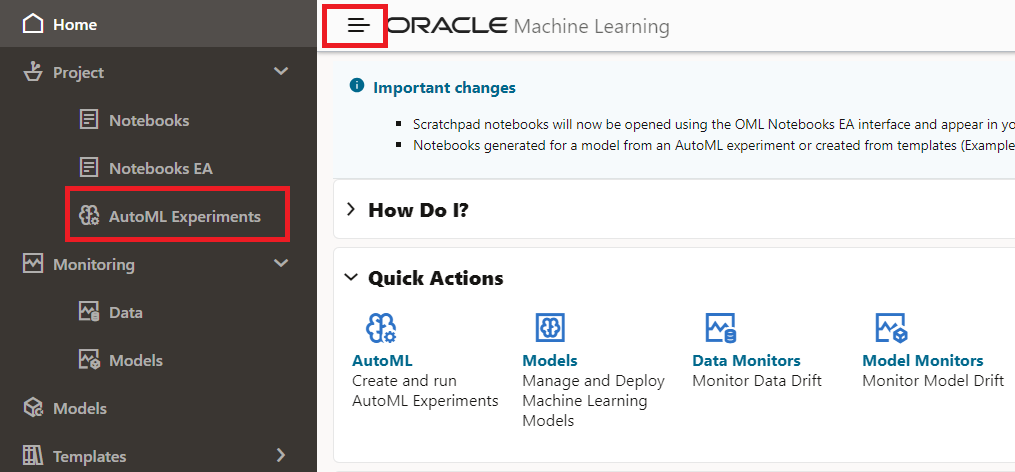 Home
Project
Notebooks
Notebooks EA
AutoML Experiments
Monitoring
Data
Models
Models
Templates
ORACLE Machine Learning
Important changes
Scratchpad notebooks will now be opened using the OML Notebooks EA interface and appear in yo
Notebooks generated for a model from an AutoML experiment or created from templates (Example
How Do I?
Quick Actions
AutoML
Create and run
AutoML Experiments
Models
Manage and Deploy
Machine Learning
Models
Data Monitors
Monitor Data Drift
Model Monitors
Monitor Model Drift